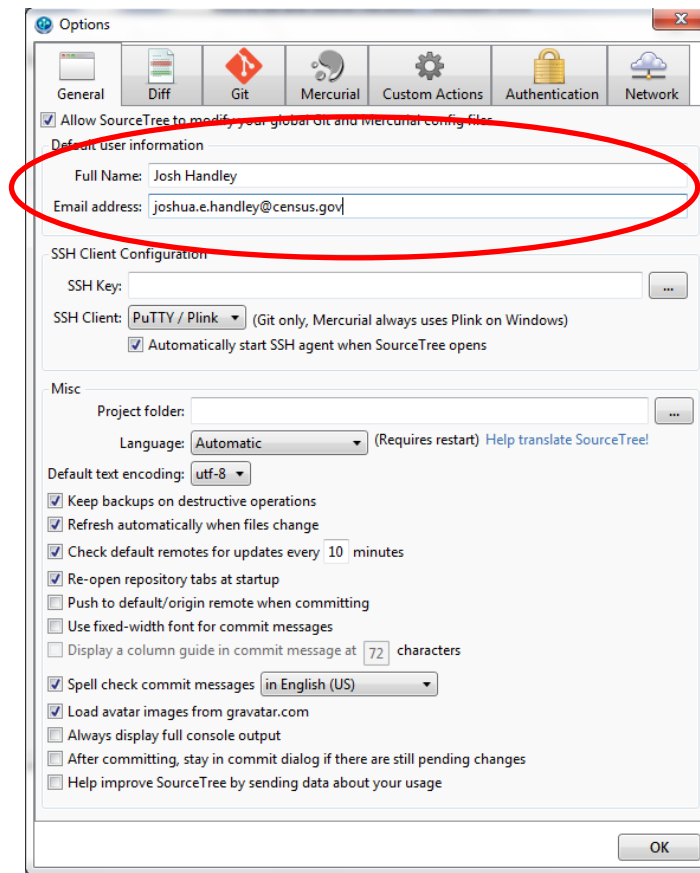 Options
General Diff Git Mercurial Custom Actions Authentication Network
Allow SourceTree to modify your global Git and Mercurial config files
Default user information
Full Name: Josh Handley
Email address: joshua.e.handley@census.gov
SSH Client Configuration
SSH Key: ...
SSH Client: PuTTY / Plink (Git only, Mercurial always uses Plink on Windows)
Automatically start SSH agent when SourceTree opens
Misc
Project folder: ...
Language: Automatic (Requires restart) Help translate SourceTree!
Default text encoding: utf-8
Keep backups on destructive operations
Refresh automatically when files change
Check default remotes for updates every 10 minutes
Re-open repository tabs at startup
Push to default/origin remote when committing
Use fixed-width font for commit messages
Display a column guide in commit message at 72 characters
Spell check commit messages in English (US)
Load avatar images from gravatar.com
Always display full console output
After committing, stay in commit dialog if there are still pending changes
Help improve SourceTree by sending data about your usage
OK